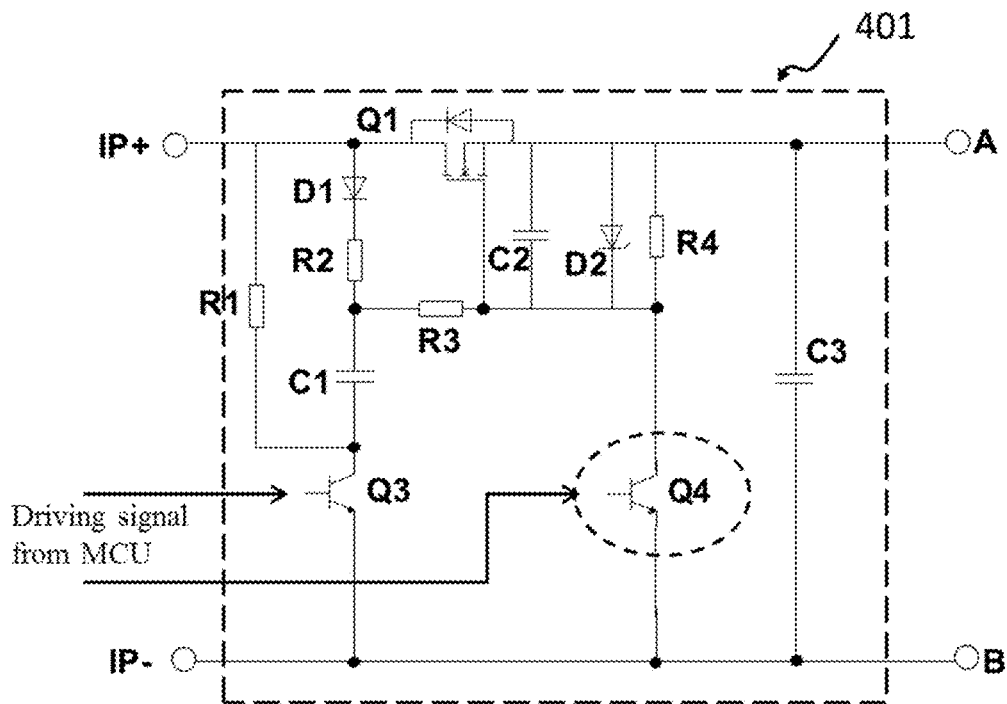 401
IP+
Q1
A
D1
R2
C2
D2
R4
R1
R3
C1
C3
Q3
Q4
Driving signal
from MCU
IP-
B